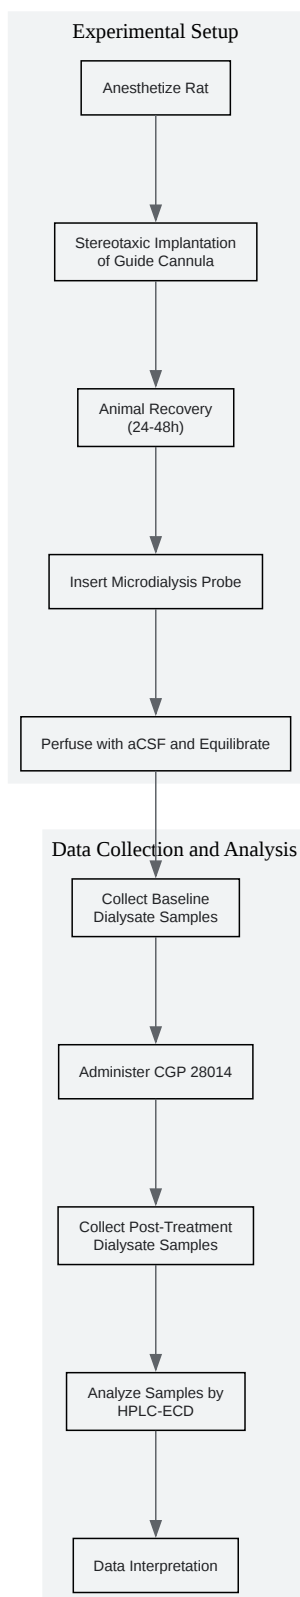 Experimental Setup
Anesthetize Rat
Stereotaxic Implantation
of Guide Cannula
Animal Recovery
(24-48h)
Insert Microdialysis Probe
Perfuse with aCSF and Equilibrate
Data Collection and Analysis
Collect Baseline
Dialysate Samples
Administer CGP 28014
Collect Post-Treatment
Dialysate Samples
Analyze Samples by
HPLC-ECD
Data Interpretation